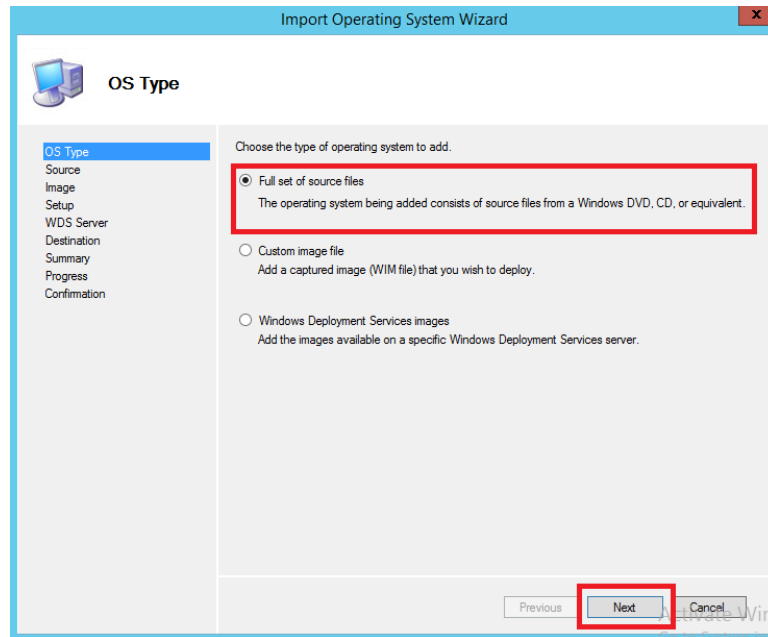 Import Operating System Wizard
x
OS Type
OS Type
Source
Image
Setup
WDS Server
Destination
Summary
Progress
Confirmation
Choose the type of operating system to add.
Full set of source files
The operating system being added consists of source files from a Windows DVD, CD, or equivalent.
Custom image file
Add a captured image (WIM file) that you wish to deploy.
Windows Deployment Services images
Add the images available on a specific Windows Deployment Services server.
Previous Next Cancel
Activate Win